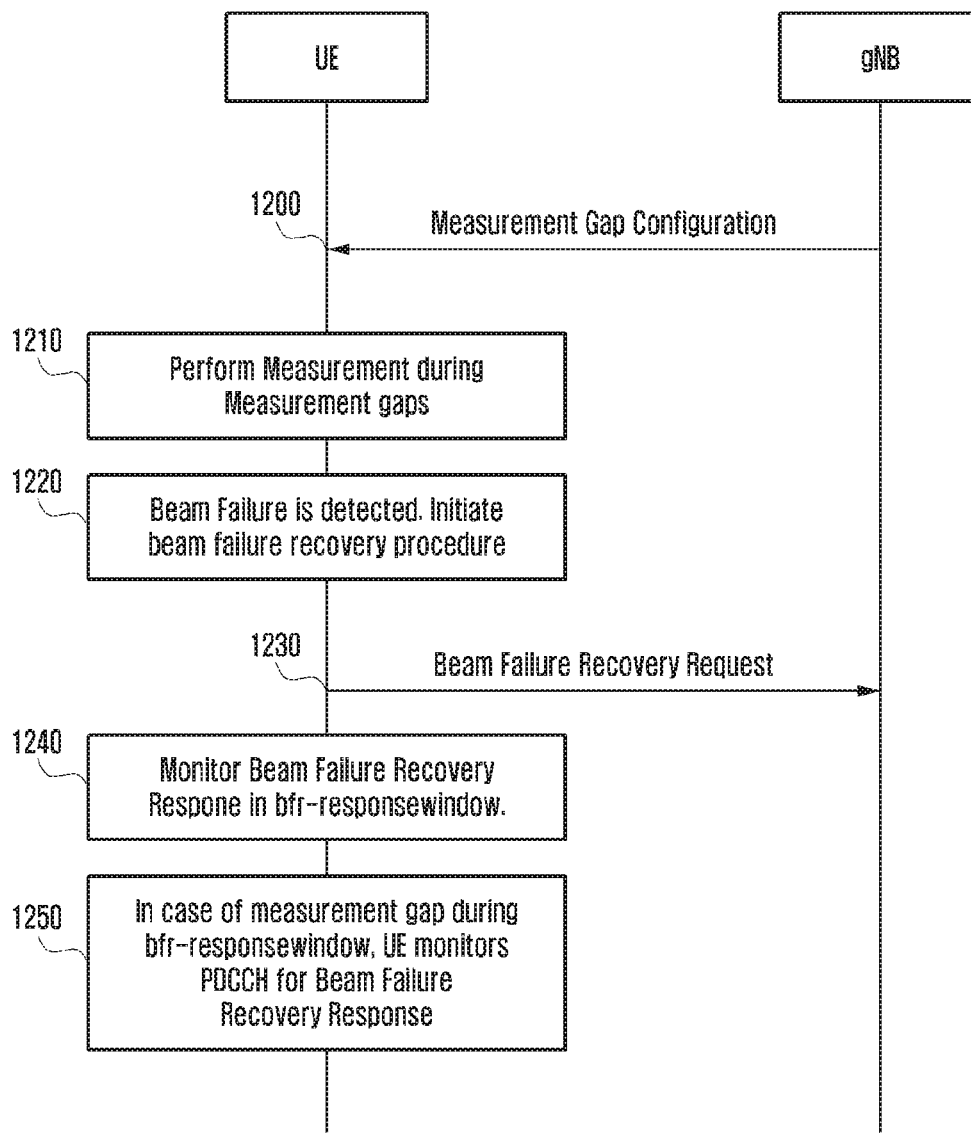 UE
gNB
1200
Measurement Gap Configuration
1210
Perform Measurement during
Measurement gaps
1220
Beam Failure is detected. Initiate
beam failure recovery procedure
1230
Beam Failure Recovery Request
1240
Monitor Beam Failure Recovery
Respone in bfr-responsewindow.
1250
In case of measurement gap during
bfr-responsewindow, UE monitors
PDCCH for Beam Failure
Recovery Response